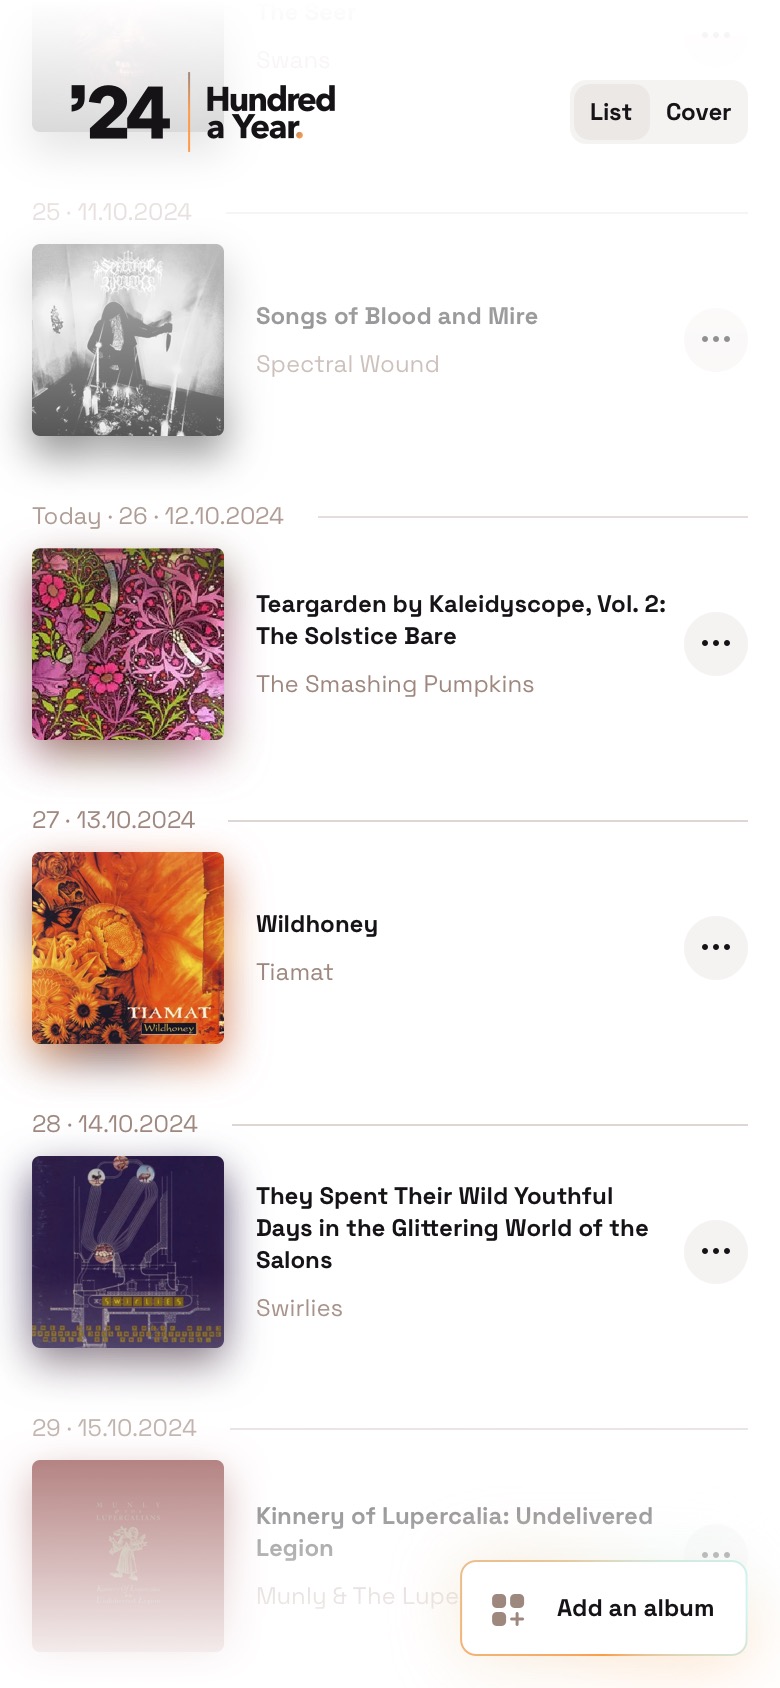 The Seer
Swans
’24
Hundred
a Year.
List
Cover
25 · 11.10.2024
Songs of Blood and Mire
Spectral Wound
Today · 26 · 12.10.2024
Teargarden by Kaleidyscope, Vol. 2:
The Solstice Bare
The Smashing Pumpkins
27 · 13.10.2024
TIAMAT
Wildhoney
Wildhoney
Tiamat
28 · 14.10.2024
SWIRLIES
They Spent Their Wild Youthful
Days in the Glittering World of the
Salons
Swirlies
29 · 15.10.2024
MUNLY
LUPERCALIANS
Kinnery of Lupercalia: Undelivered
Legion
Munly & The Lupe
Add an album